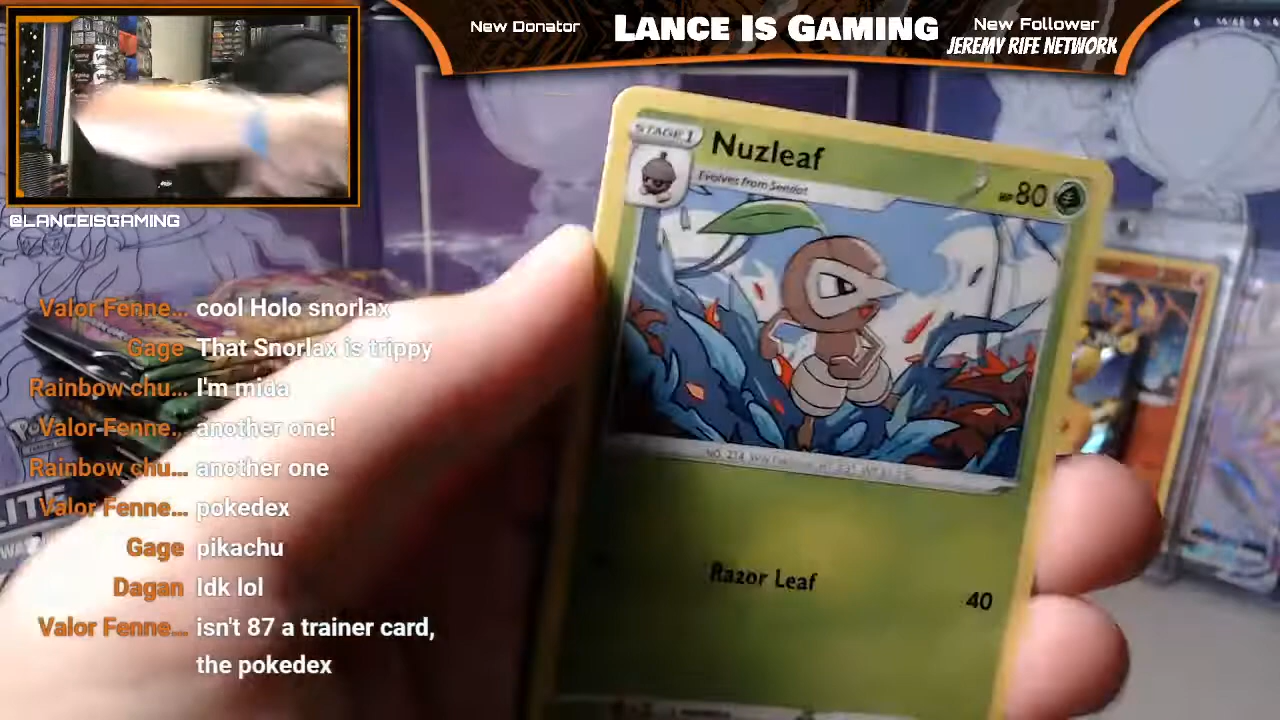 New Donator
LANCE IS GAMING
New Follower
JEREMY RIFE NETWORK
@LANCEISGAMING
STAGE 1
Nuzleaf
Evolves from Seedot
HP 80
Razor Leaf
40
Valor Fenne... cool Holo snorlax
Gage That Snorlax is trippy
Rainbow chu... I'm mida
Valor Fenne... another one!
Rainbow chu... another one
Valor Fenne... pokedex
Gage pikachu
Dagan Idk lol
Valor Fenne... isn't 87 a trainer card,
the pokedex